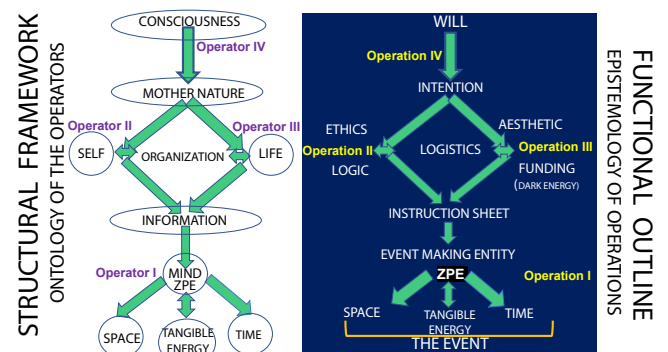 STRUCTURAL FRAMEWORK
ONTOLOGY OF THE OPERATORS
CONSCIOUSNESS
Operator IV
MOTHER NATURE
Operator II
Operator III
SELF
ORGANIZATION
LIFE
INFORMATION
Operator I
MIND
ZPE
SPACE
TANGIBLE
ENERGY
TIME
WILL
Operation IV
INTENTION
ETHICS
AESTHETIC
Operation II
LOGISTICS
Operation III
LOGIC
FUNDING
(DARK ENERGY)
INSTRUCTION SHEET
EVENT MAKING ENTITY
ZPE
Operation I
SPACE
TANGIBLE
ENERGY
TIME
THE EVENT
FUNCTIONAL OUTLINE
EPISTEMOLOGY OF OPERATIONS